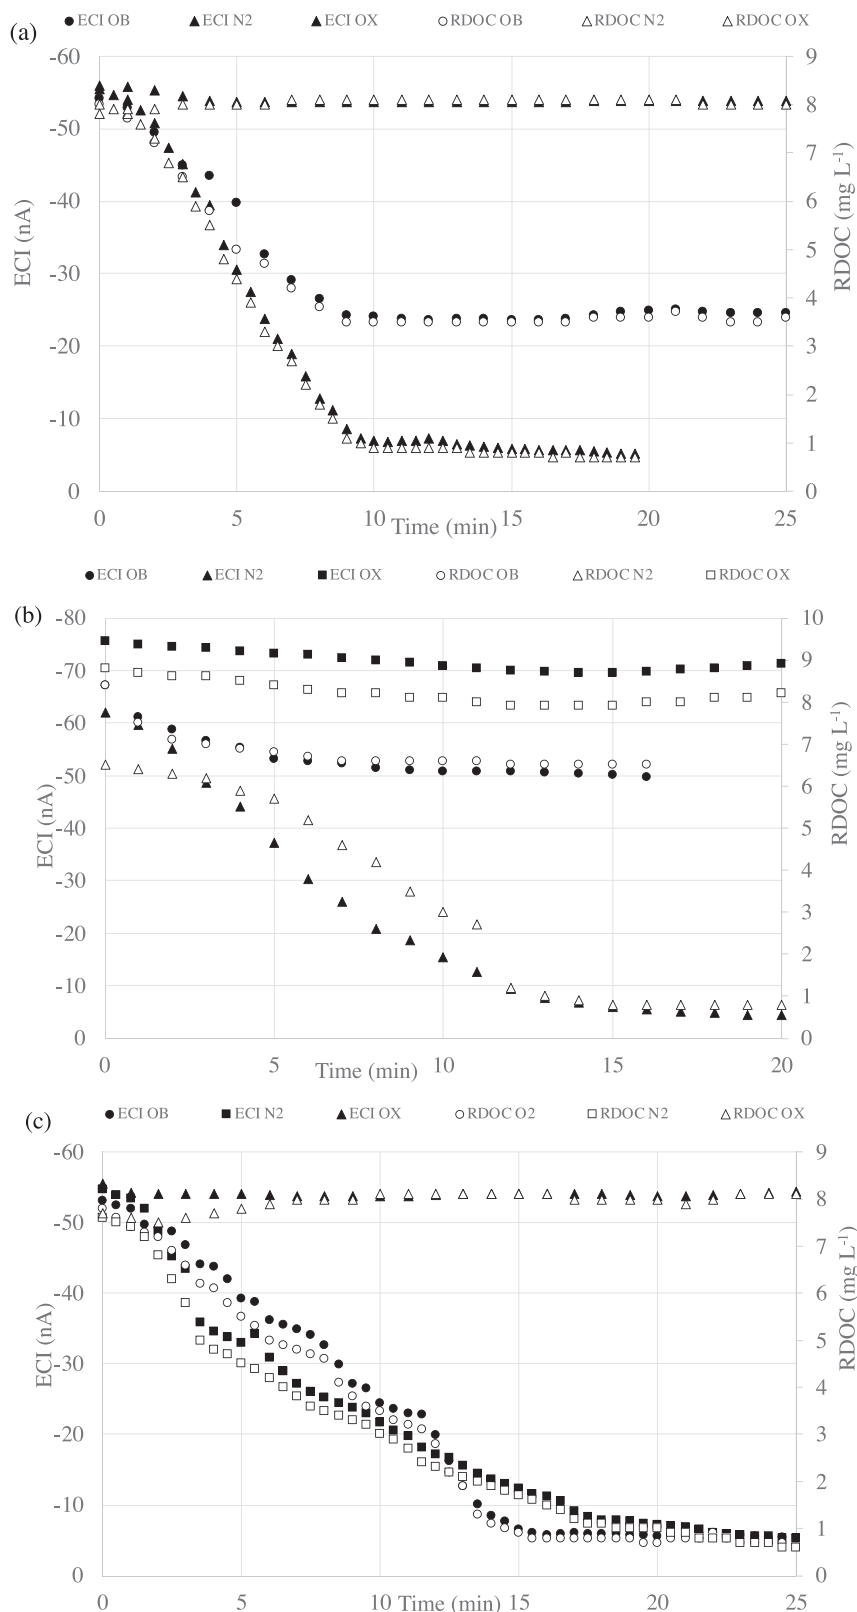 ECI OB ECI N2 ECI OX RDOC OB RDOC N2 RDOC OX
(a)
-60 9
8
-50
7
-40 6
5
-30
4
-20 3
2
-10
1
0 0
ECI (nA)
RDOC (mg L-1)
0 5 10 15 20 25
Time (min)
ECI OB ECI N2 ECI OX RDOC OB RDOC N2 RDOC OX
(b)
-80 10
9
-70
8
-60
7
-50 6
-40 5
4
-30
3
-20
2
-10
1
0 0
ECI (nA)
RDOC (mg L-1)
0 5 10 15 20
Time (min)
ECI OB ECI N2 ECI OX RDOC O2 RDOC N2 RDOC OX
(c)
-60 9
8
-50
7
-40 6
5
-30
4
-20 3
2
-10
1
0 0
ECI (nA)
RDOC (mg L-1)
0 5 10 15 20 25
Time (min)